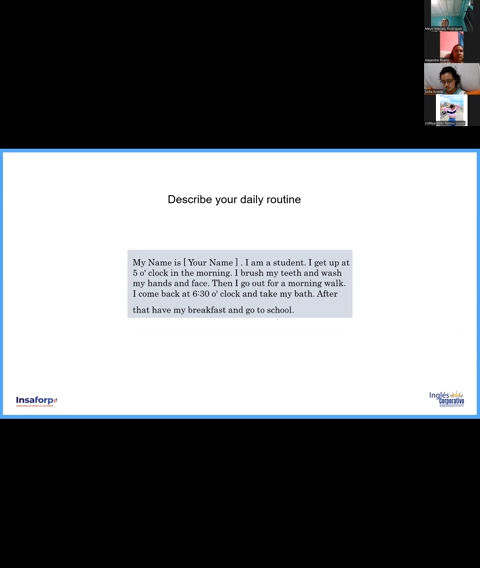 Describe your daily routine
My Name is [ Your Name ] . I am a student. I get up at
5 o' clock in the morning. I brush my teeth and wash
my hands and face. Then I go out for a morning walk.
I come back at 6:30 o' clock and take my bath. After
that have my breakfast and go to school.
Insaforp
Inglés
Corporativo